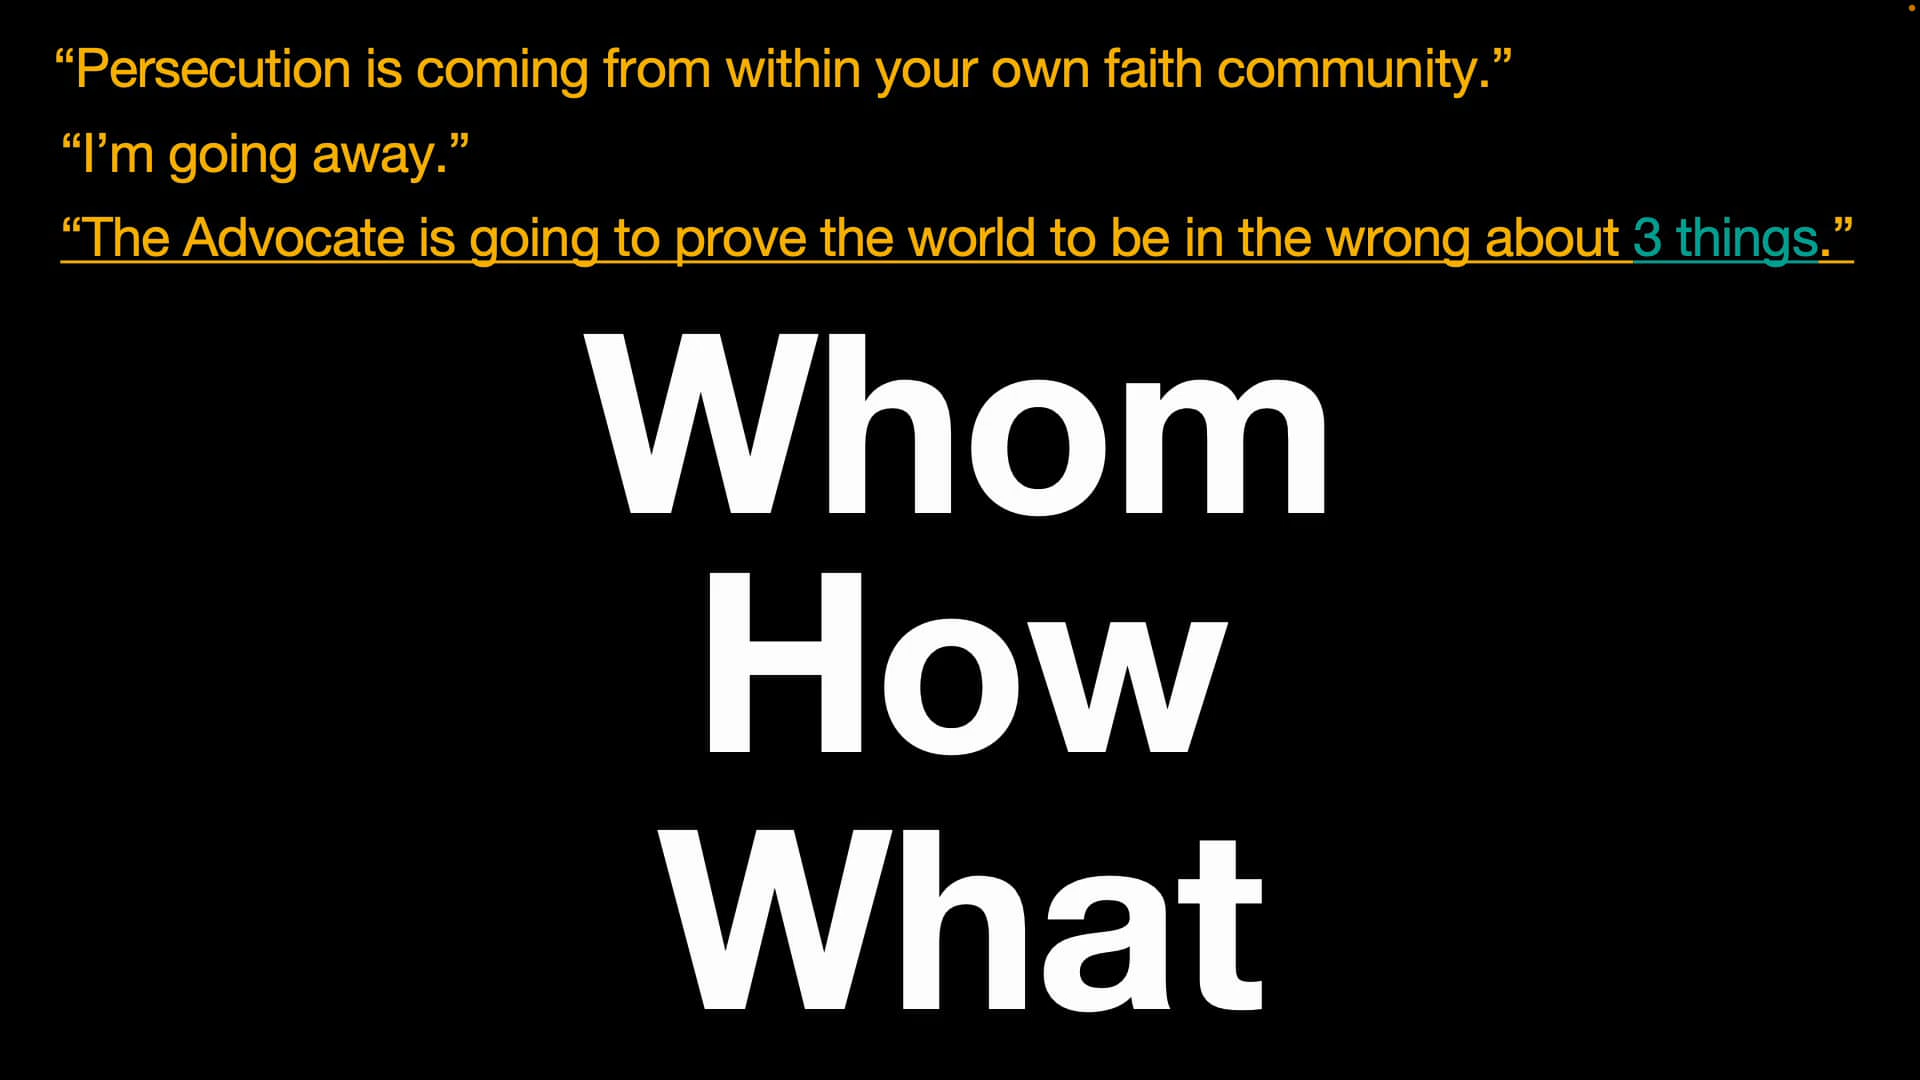 “Persecution is coming from within your own faith community.”
“I’m going away.”
“The Advocate is going to prove the world to be in the wrong about 3 things.”
Whom
How
What